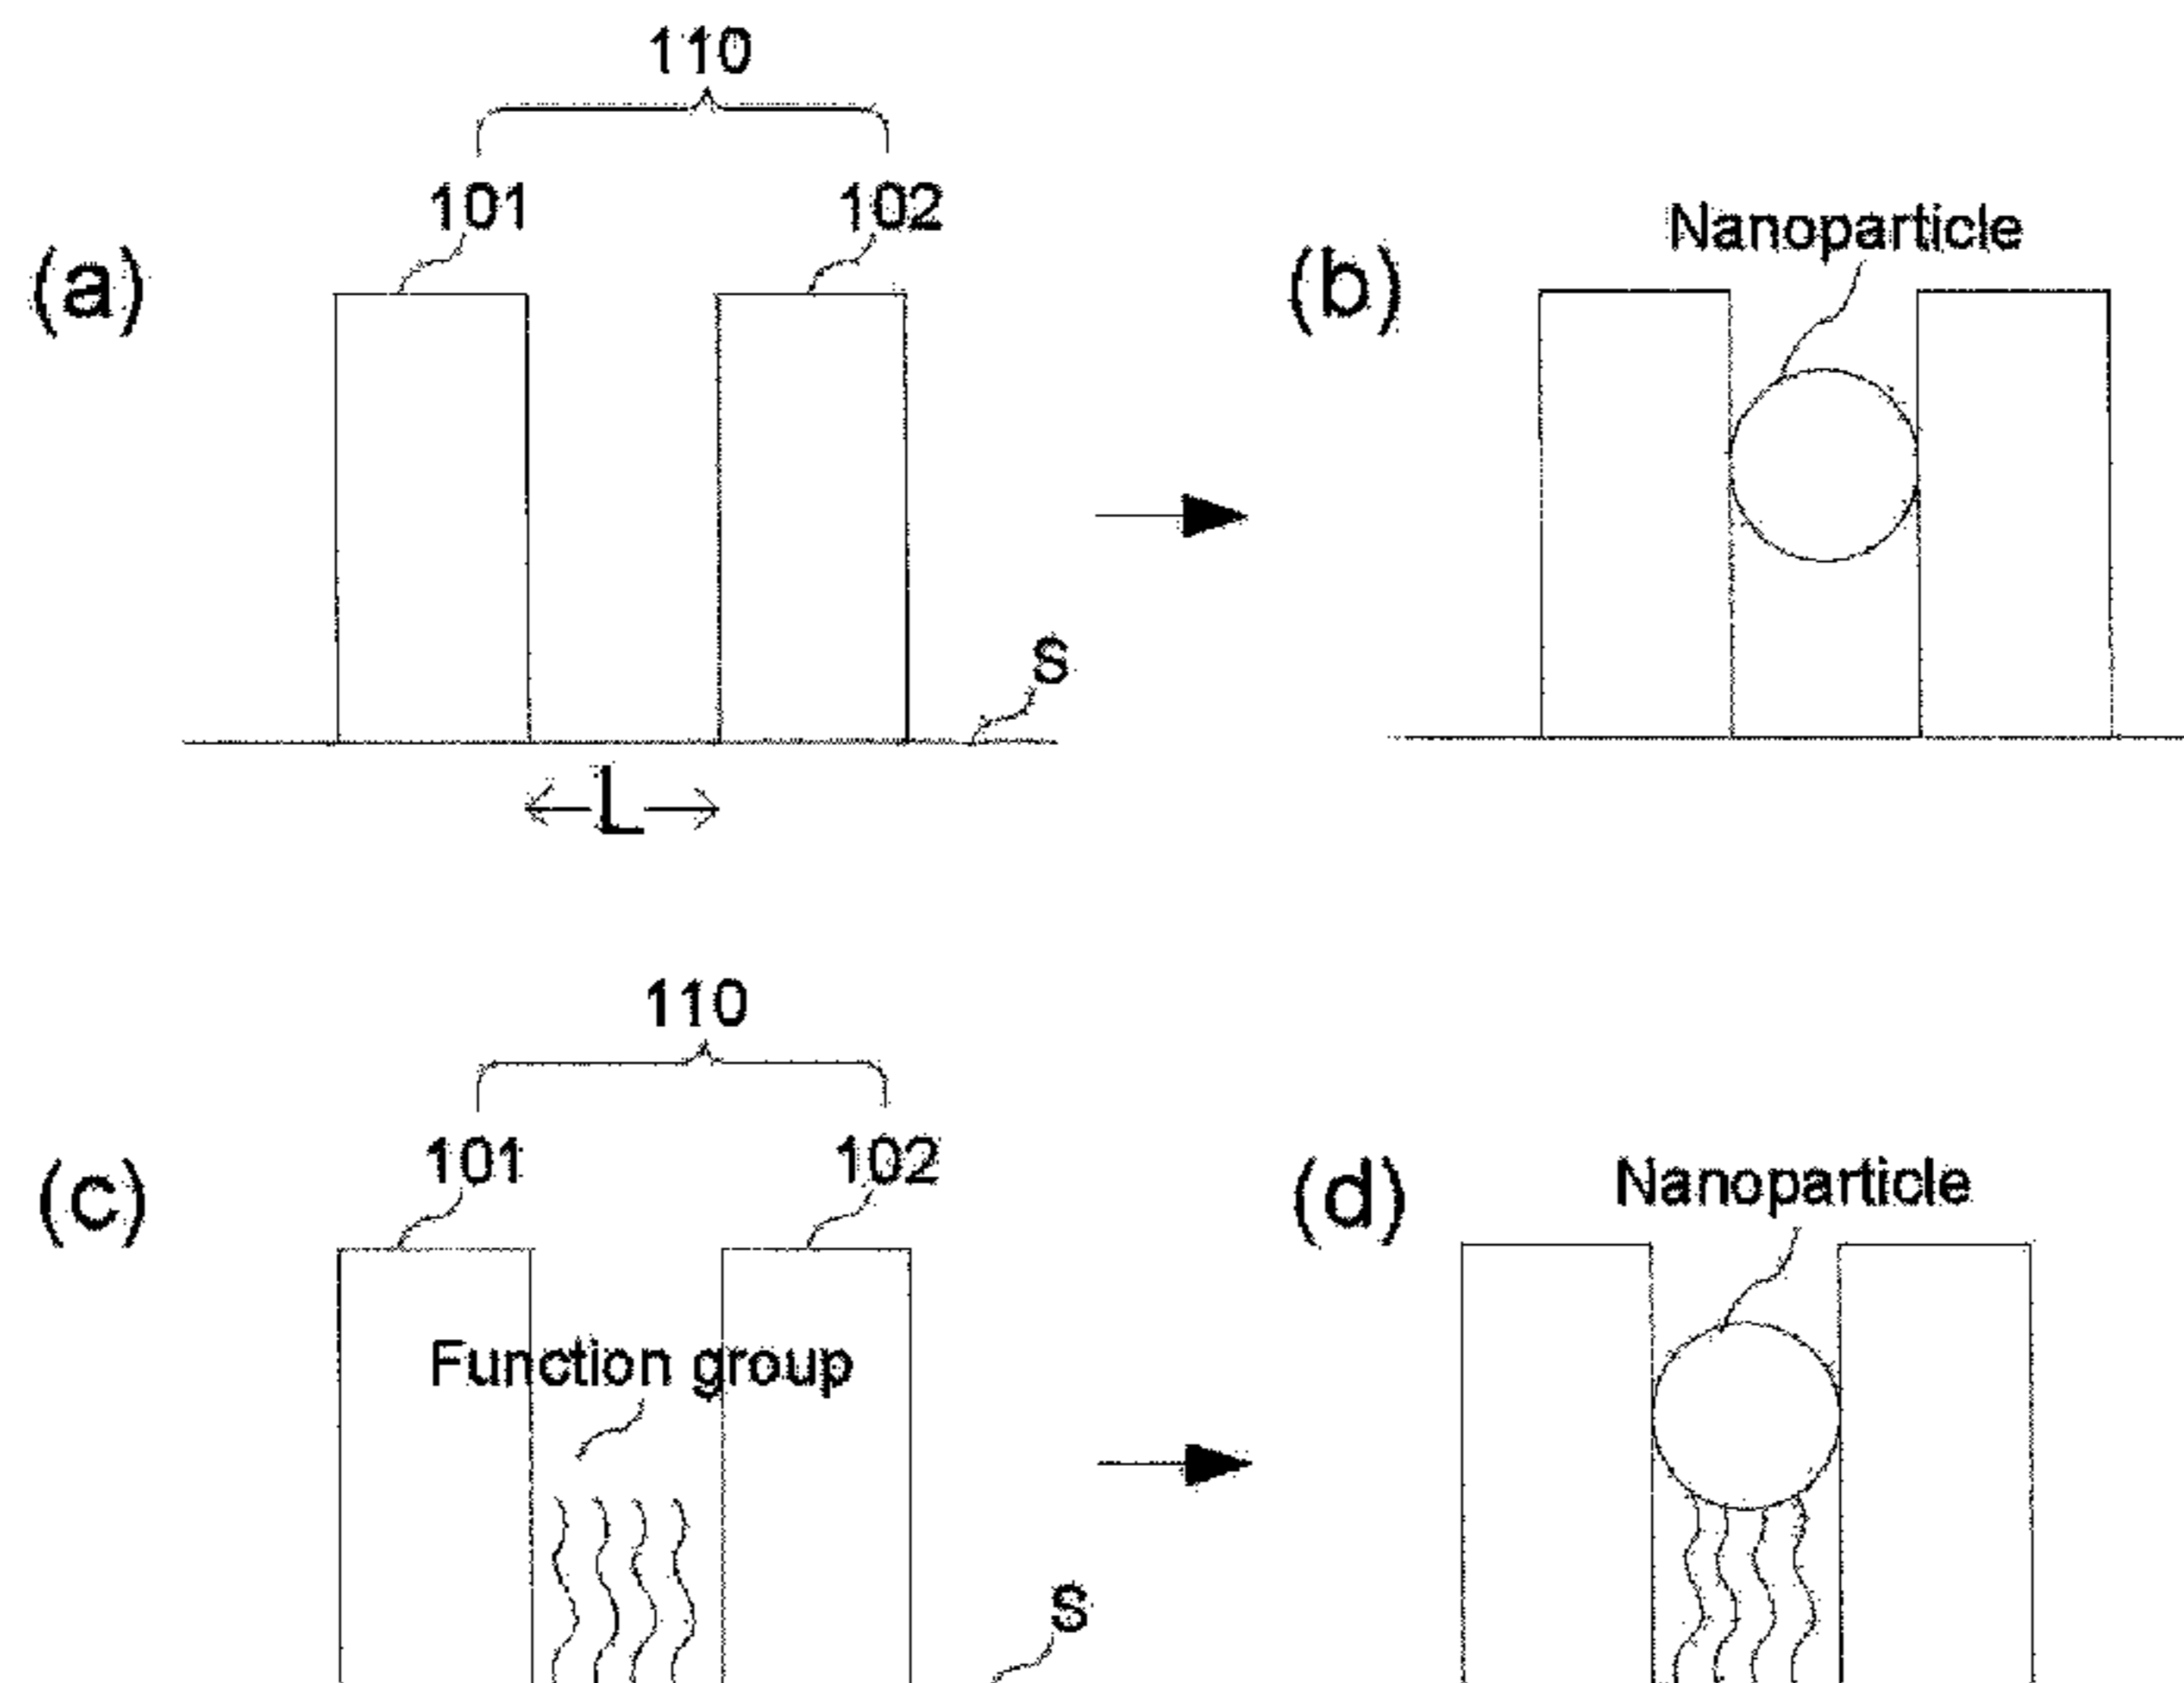 110
101 102
(a)
S
L
Nanoparticle
(b)
110
101 102
(c)
Function group
S
Nanoparticle
(d)